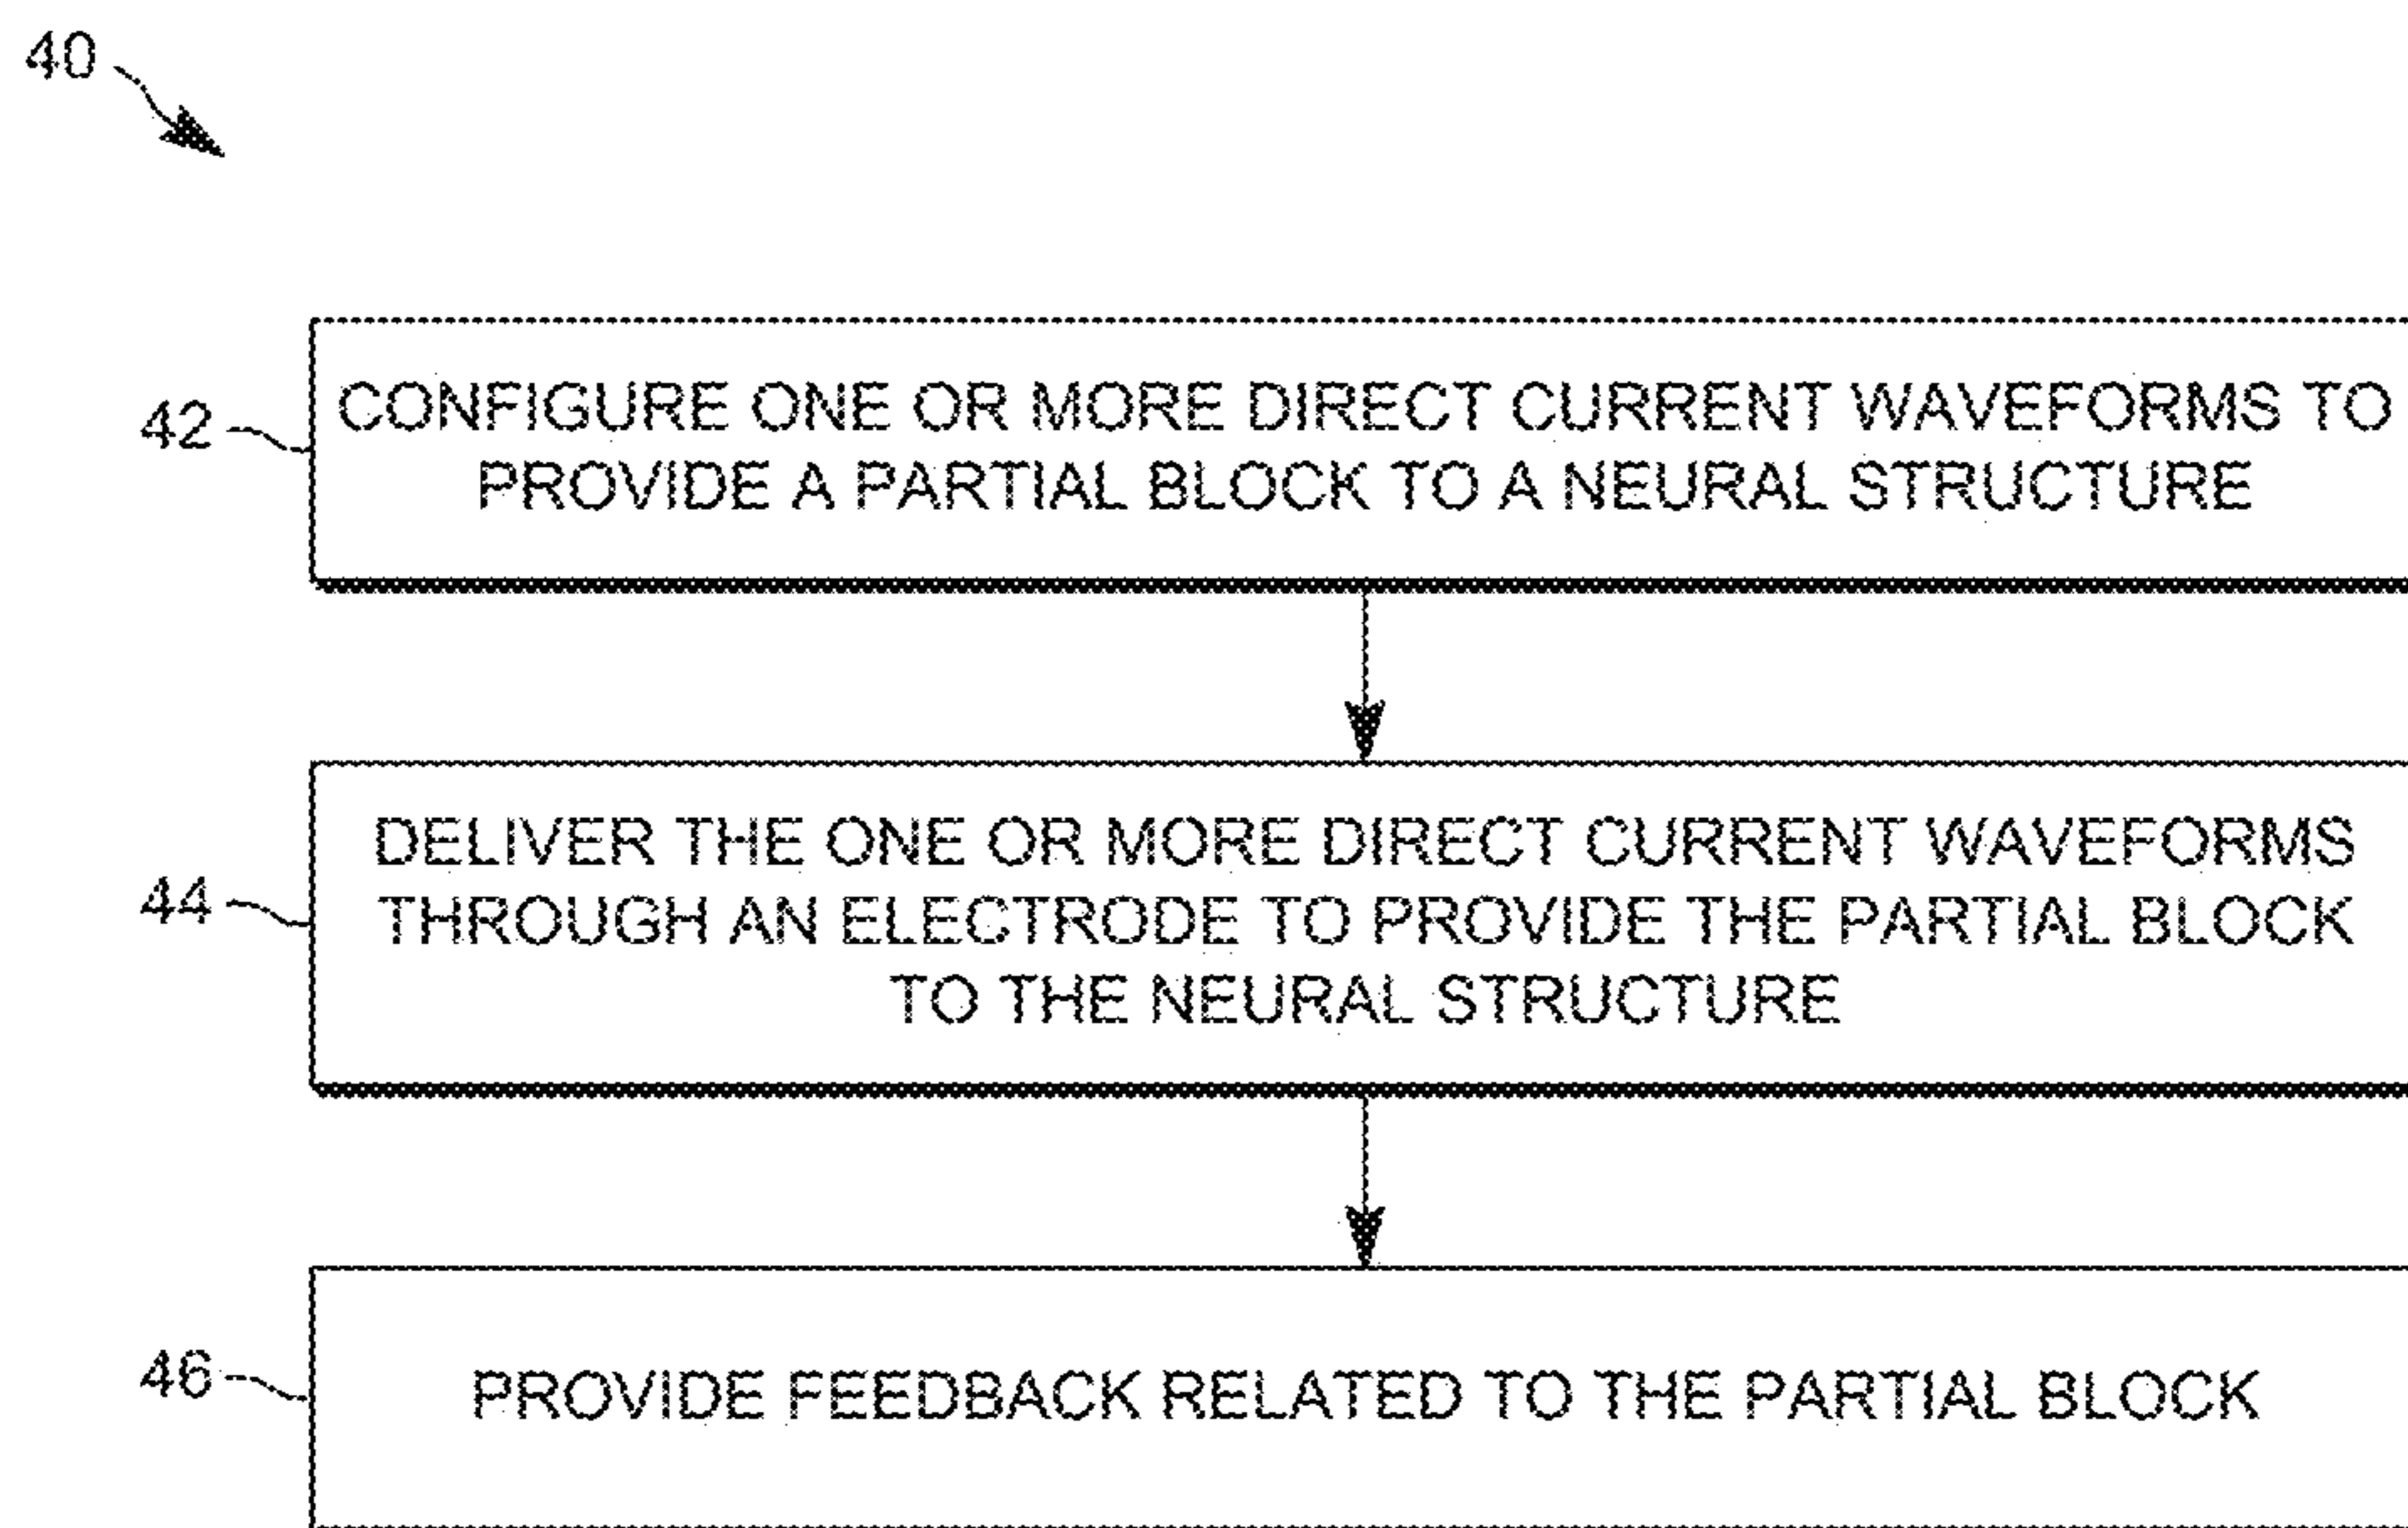 40
42
CONFIGURE ONE OR MORE DIRECT CURRENT WAVEFORMS TO
PROVIDE A PARTIAL BLOCK TO A NEURAL STRUCTURE
44
DELIVER THE ONE OR MORE DIRECT CURRENT WAVEFORMS
THROUGH AN ELECTRODE TO PROVIDE THE PARTIAL BLOCK
TO THE NEURAL STRUCTURE
46
PROVIDE FEEDBACK RELATED TO THE PARTIAL BLOCK